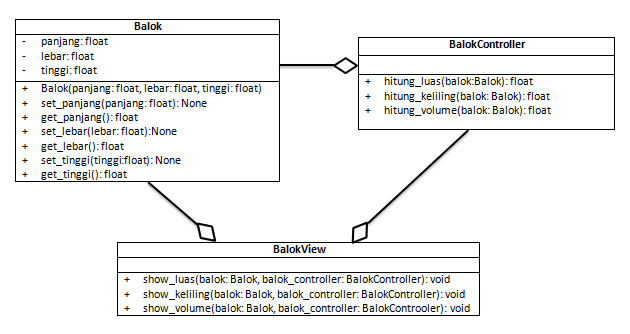 Balok
- panjang: float
- lebar: float
- tinggi: float
+ Balok(panjang: float, lebar: float, tinggi: float)
+ set_panjang(panjang: float): None
+ get_panjang(): float
+ set_lebar(lebar: float):None
+ get_lebar(): float
+ set_tinggi(tinggi:float): None
+ get_tinggi(): float
BalokController
+ hitung_luas(balok:Balok): float
+ hitung_keliling(balok: Balok): float
+ hitung_volume(balok: Balok): float
BalokView
+ show_luas(balok: Balok, balok_controller: BalokController): void
+ show_keliling(balok: Balok, balok_controller: BalokController): void
+ show_volume(balok: Balok, balok_controller: BalokControoler): void